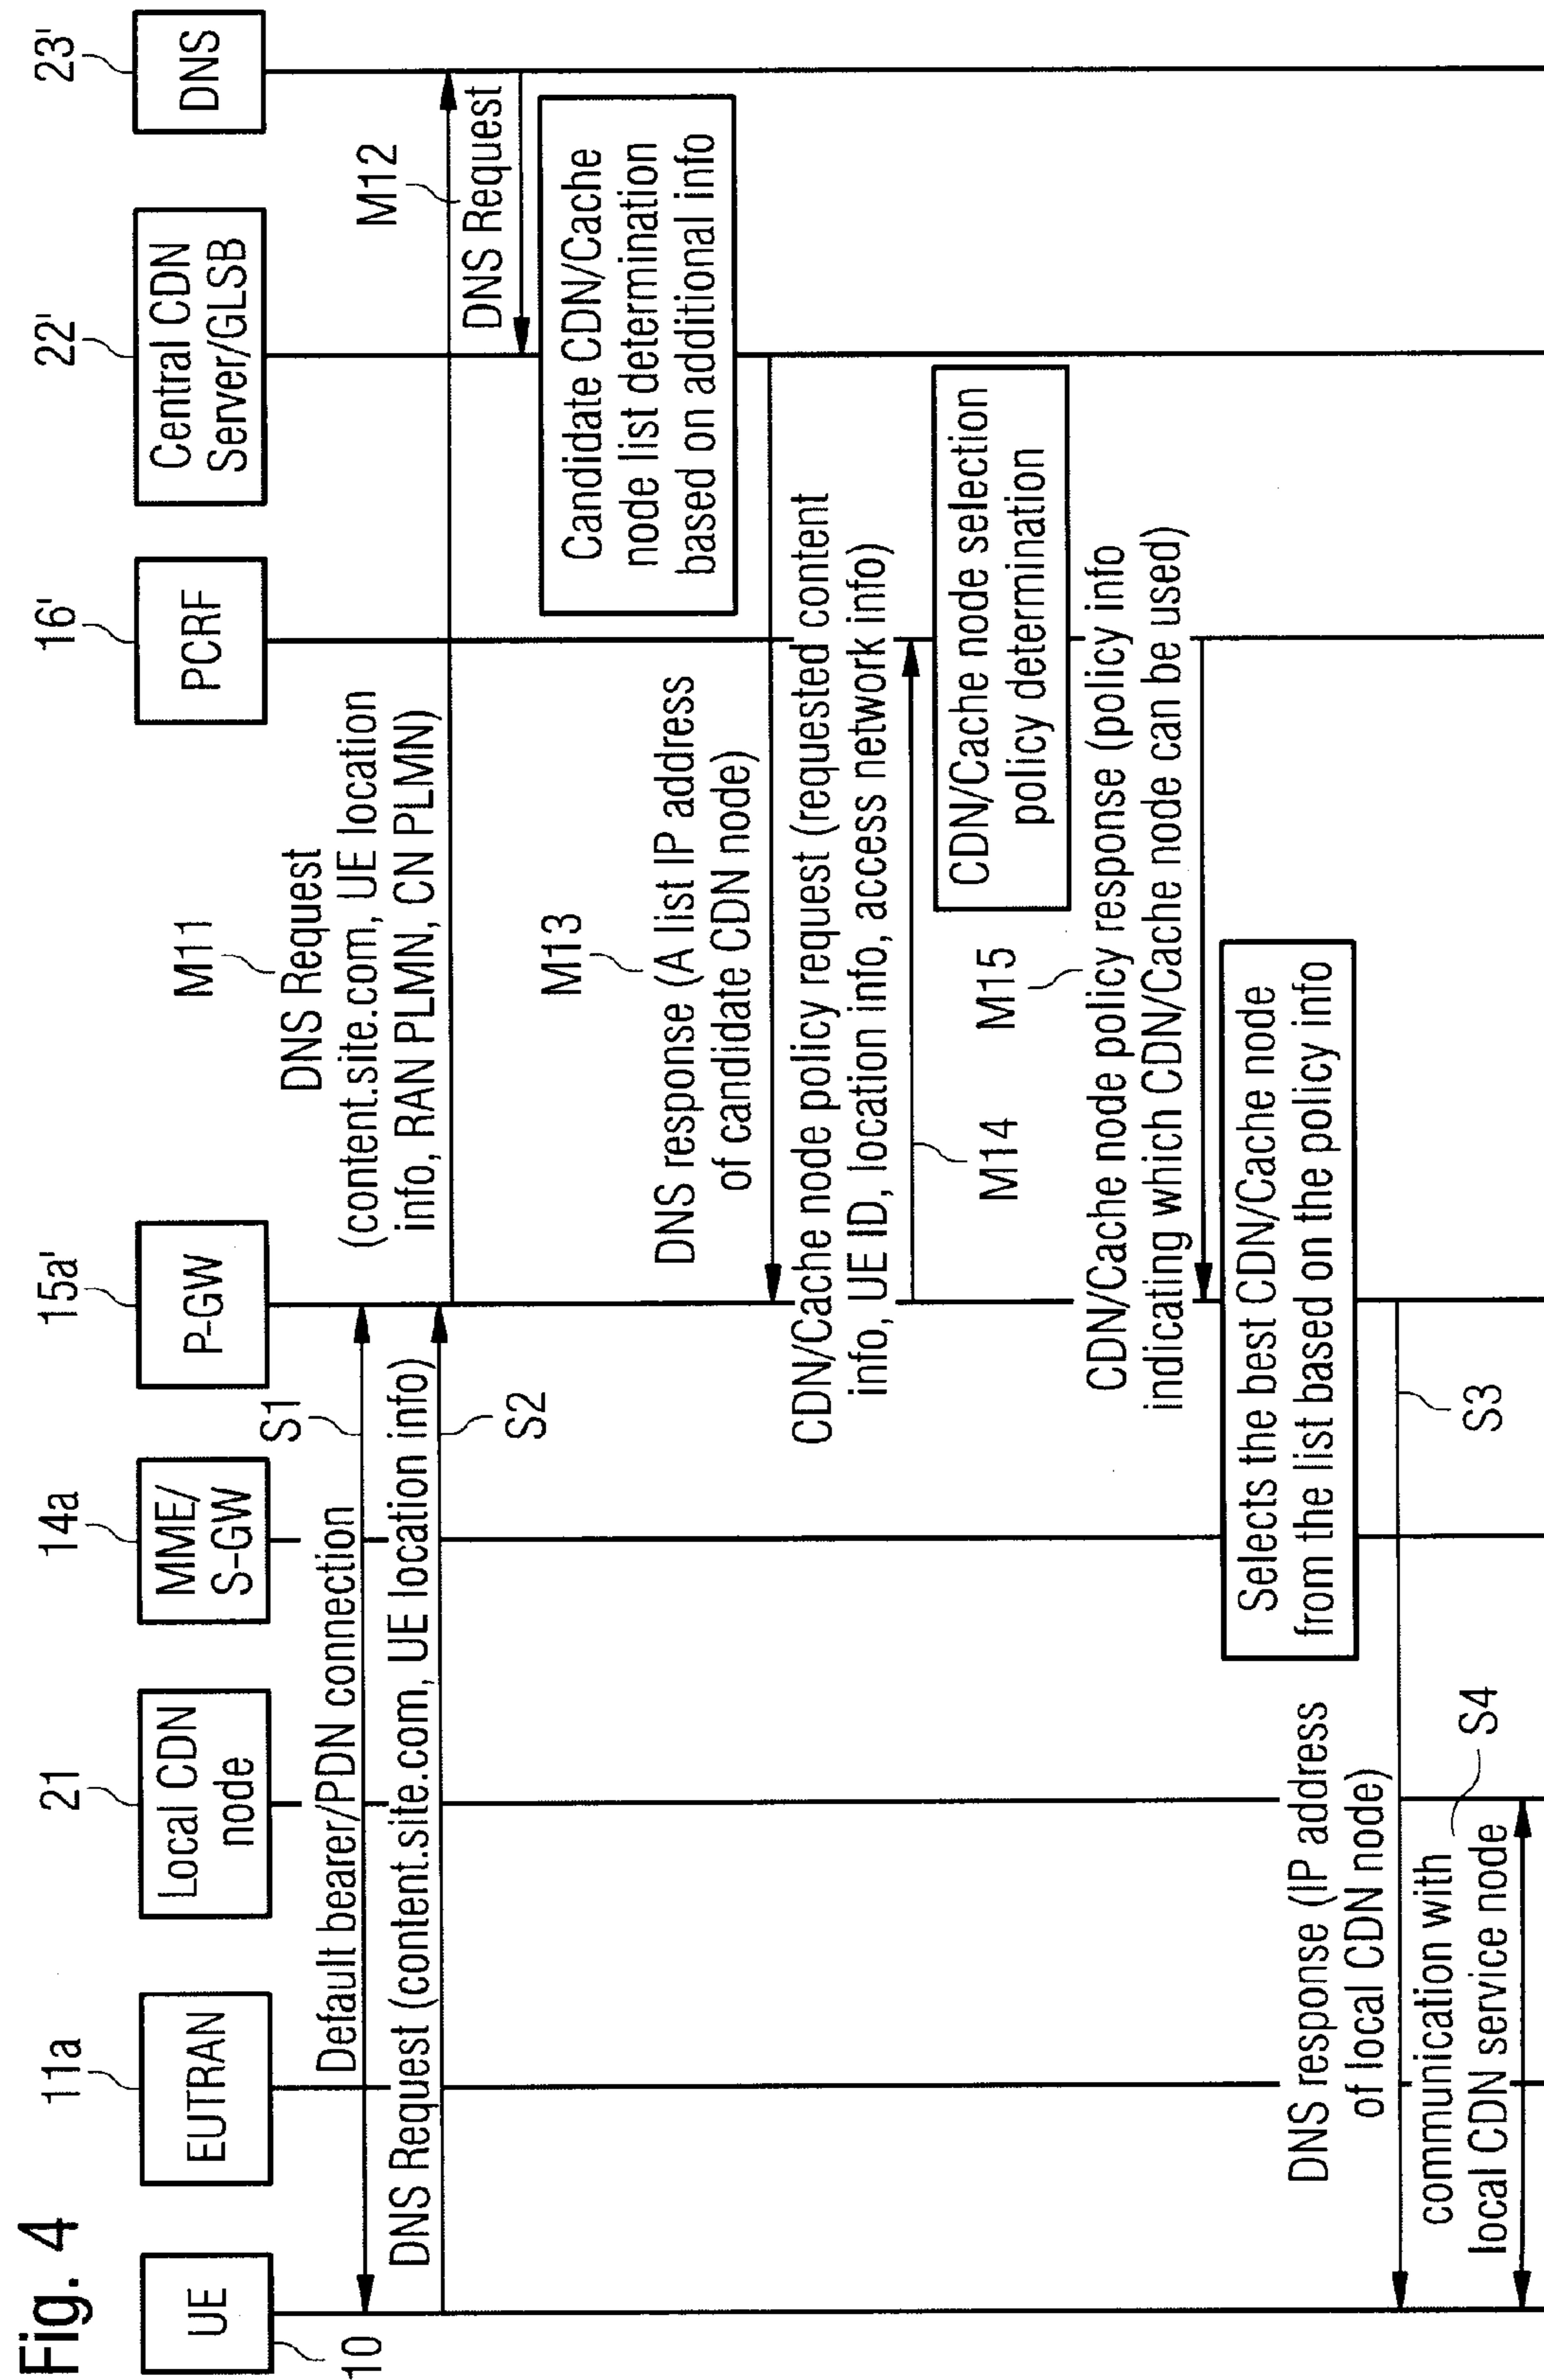 Fig. 4
10
UE
11a
EUTRAN
21
Local CDN
node
14a
MME/
S-GW
15a'
P-GW
16'
PCRF
22'
Central CDN
Server/GLSB
23'
DNS
Default bearer/PDN connection
S1
DNS Request (content.site.com, UE location info)
S2
M11
DNS Request
(content.site.com, UE location
info, RAN PLMN, CN PLMN)
M12
DNS Request
Candidate CDN/Cache
node list determination
based on additional info
M13
DNS response (A list IP address
of candidate CDN node)
CDN/Cache node policy request (requested content
info, UE ID, location info, access network info)
M14
CDN/Cache node selection
policy determination
M15
CDN/Cache node policy response (policy info
indicating which CDN/Cache node can be used)
Selects the best CDN/Cache node
from the list based on the policy info
DNS response (IP address
of local CDN node)
S3
communication with
local CDN service node
S4